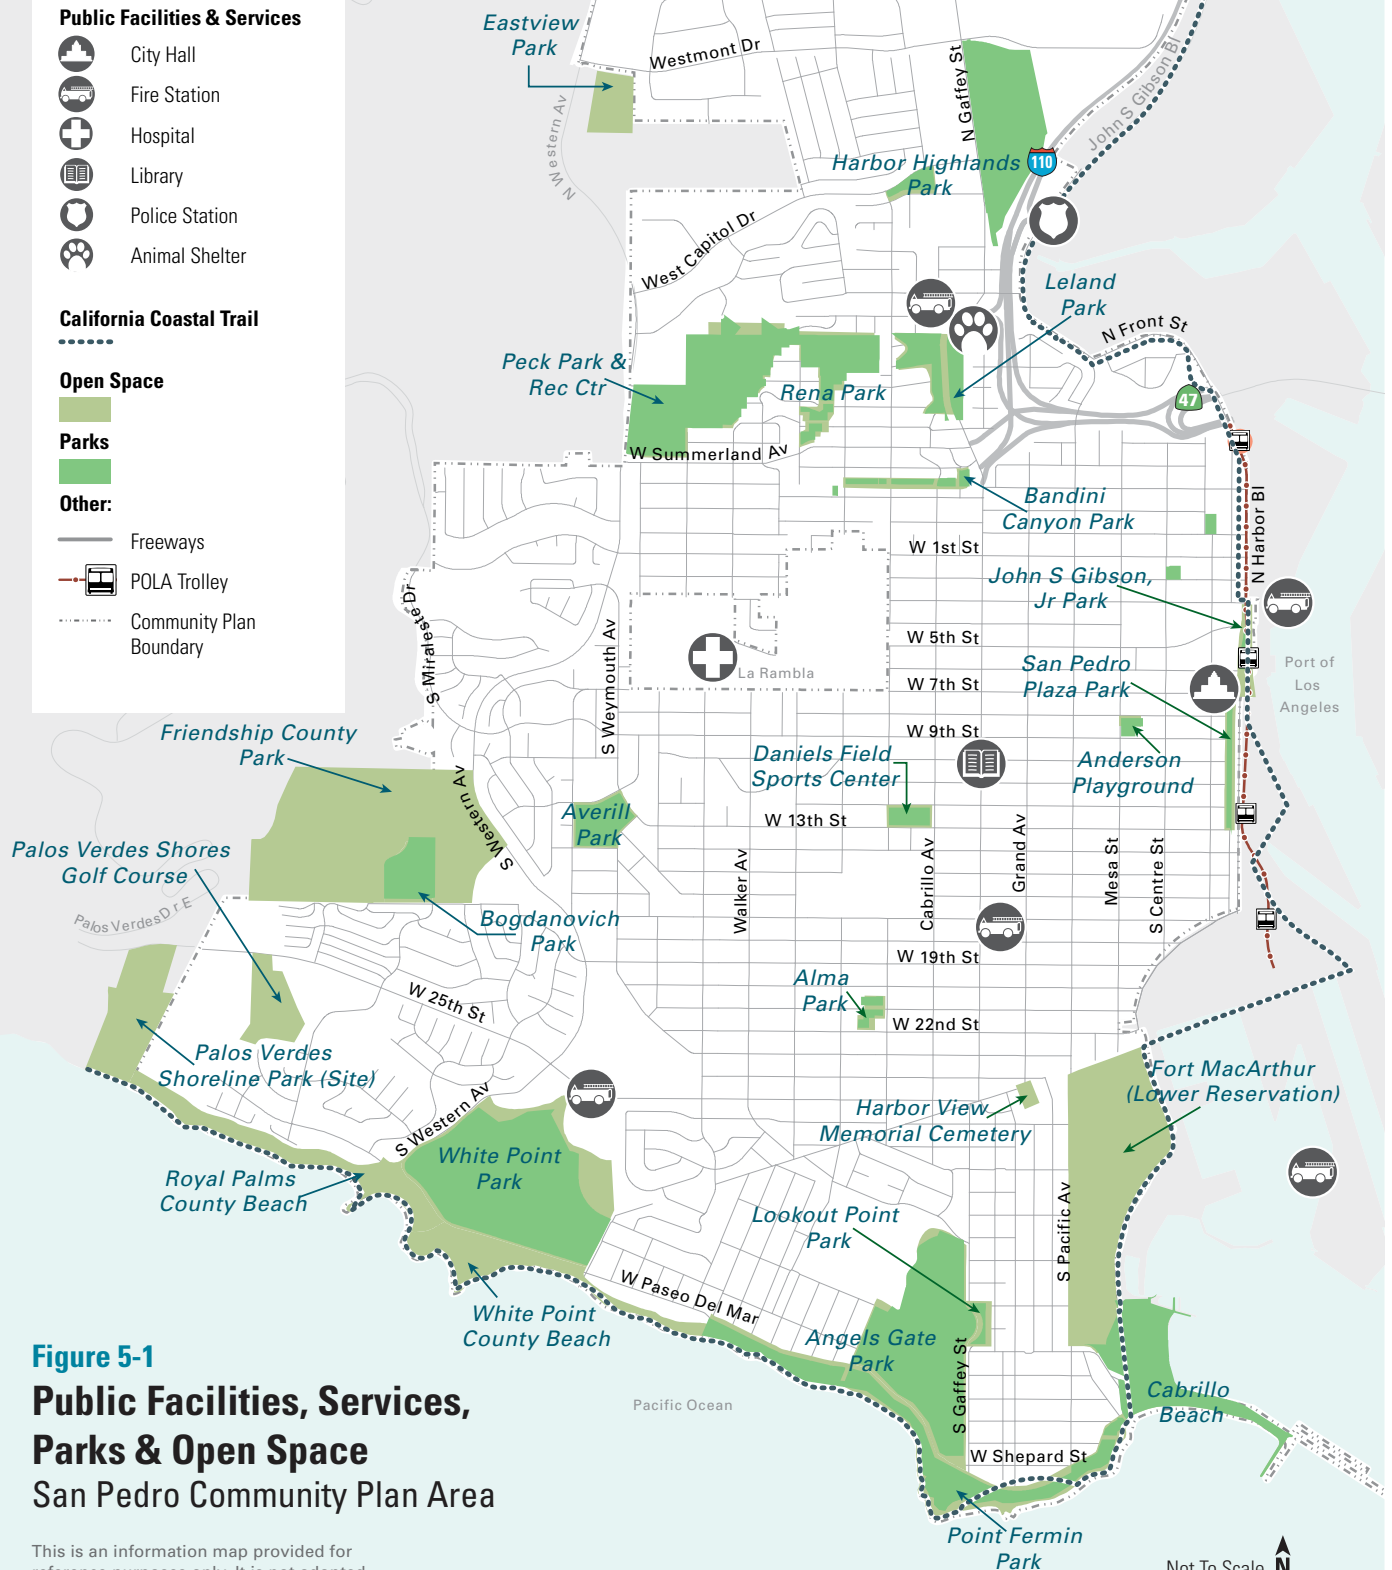 Public Facilities & Services
City Hall
Fire Station
Hospital
Library
Police Station
Animal Shelter
California Coastal Trail
Open Space
Parks
Other:
Freeways
POLA Trolley
Community Plan
Boundary
Eastview
Park
Westmont Dr
N Western Av
N Gaffey St
John S Gibson Bl
110
Harbor Highlands
Park
West Capitol Dr
Leland
Park
N Front St
47
Peck Park &
Rec Ctr
Rena Park
W Summerland Av
Bandini
Canyon Park
N Harbor Bl
W 1st St
John S Gibson,
Jr Park
S Miraleste Dr
S Weymouth Av
W 5th St
La Rambla
W 7th St
San Pedro
Plaza Park
Port of
Los
Angeles
W 9th St
Friendship County
Park
Daniels Field
Sports Center
Anderson
Playground
S Western Av
Averill
Park
W 13th St
Palos Verdes Shores
Golf Course
Walker Av
Cabrillo Av
Grand Av
Mesa St
S Centre St
Palos Verdes Dr E
Bogdanovich
Park
W 19th St
W 25th St
Alma
Park
W 22nd St
Palos Verdes
Shoreline Park (Site)
Fort MacArthur
(Lower Reservation)
S Western Av
Harbor View
Memorial Cemetery
White Point
Park
Royal Palms
County Beach
S Pacific Av
Lookout Point
Park
W Paseo Del Mar
White Point
County Beach
Angels Gate
Park
S Gaffey St
Cabrillo
Beach
Pacific Ocean
W Shepard St
Point Fermin
Park
Figure 5-1
Public Facilities, Services,
Parks & Open Space
San Pedro Community Plan Area
This is an information map provided for
reference purposes only. It is not adopted
Not To Scale
N